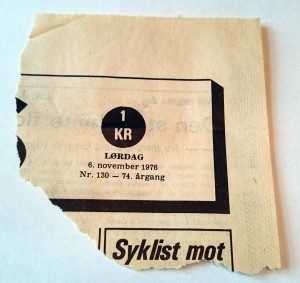 1
KR
LØRDAG
6. november 1976
Nr. 130 — 74. årgang
Syklist mot